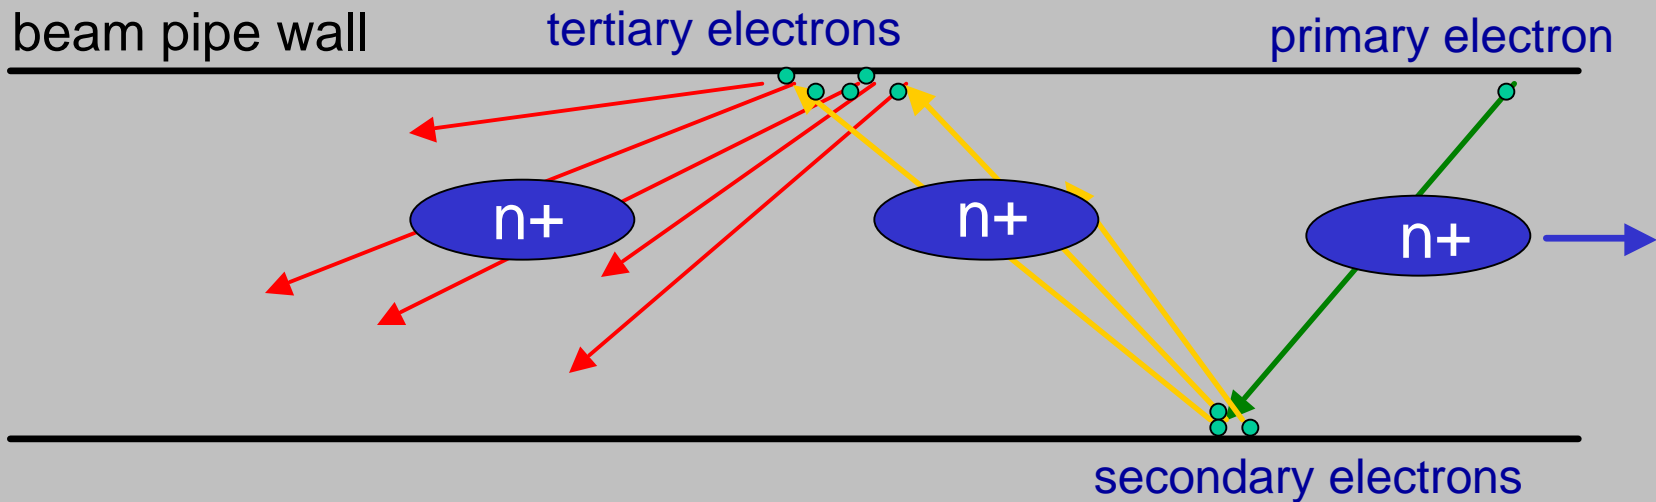 beam pipe wall
tertiary electrons
primary electron
n+
n+
n+
secondary electrons